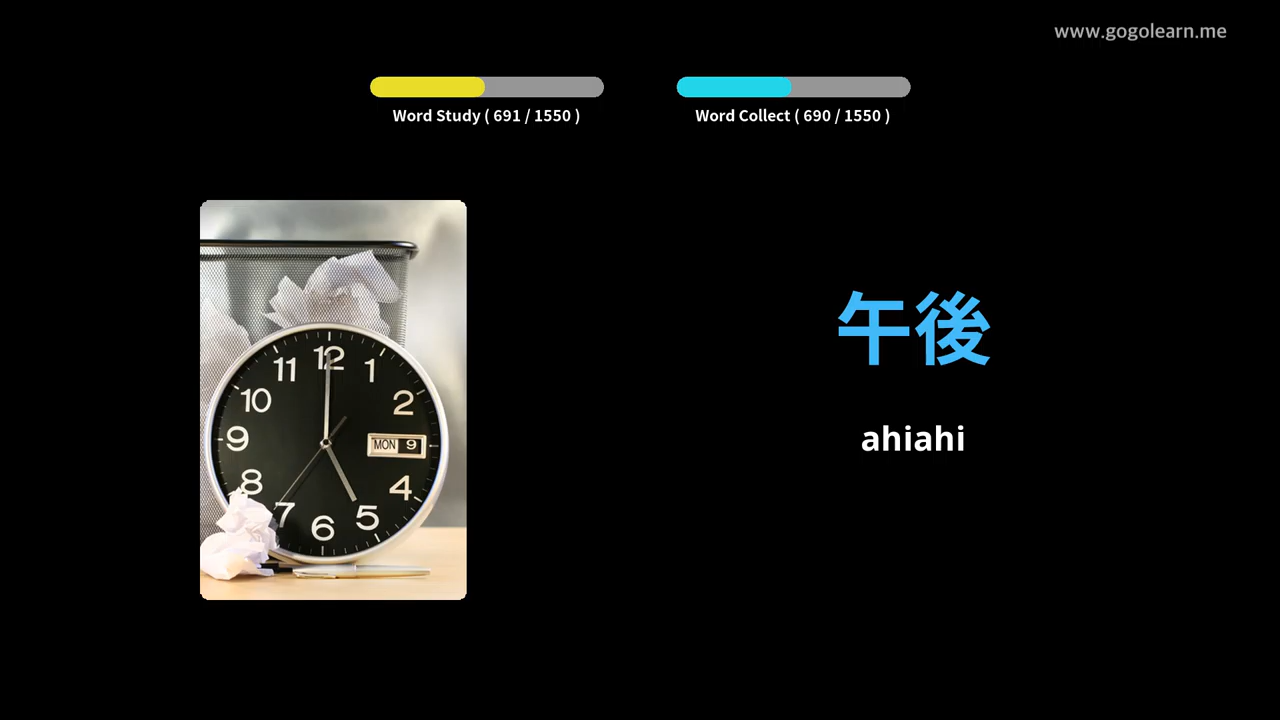 www.gogolearn.me
Word Study ( 691 / 1550 )
Word Collect ( 690 / 1550 )
12
11
1
10
2
9
MON 9
8
4
7
5
6
午後
ahiahi